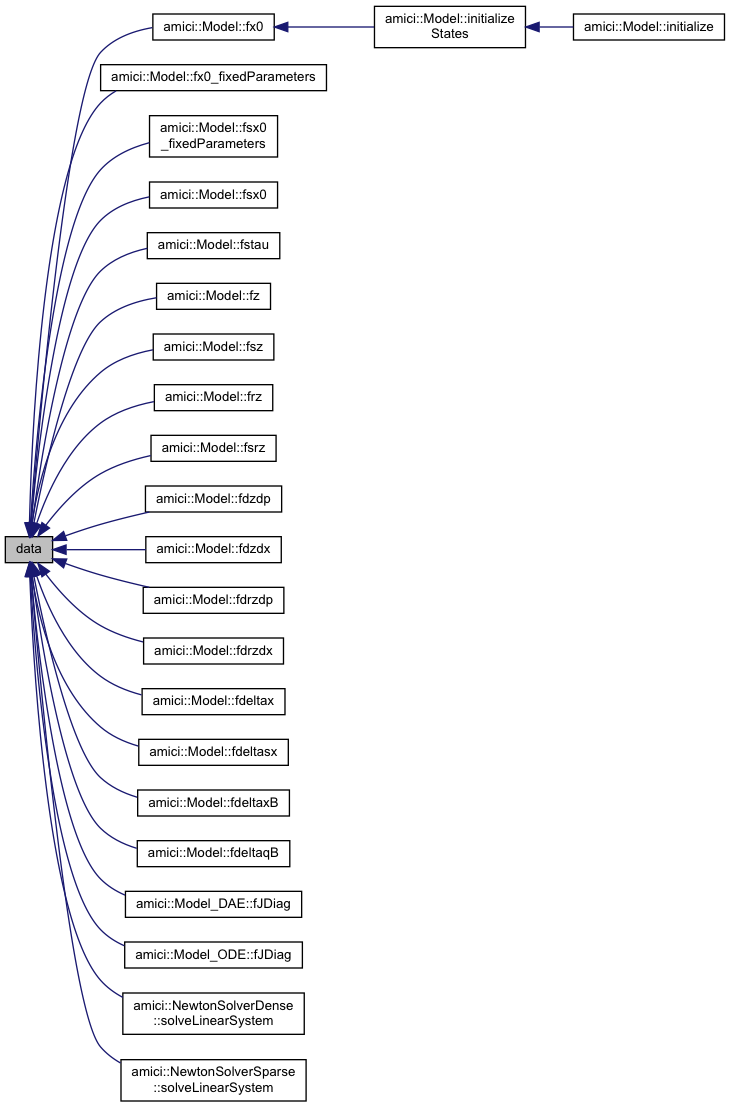 amici::Model::fx0
amici::Model::initialize
States
amici::Model::initialize
amici::Model::fx0_fixedParameters
amici::Model::fsx0
_fixedParameters
amici::Model::fsx0
amici::Model::fstau
amici::Model::fz
amici::Model::fsz
amici::Model::frz
amici::Model::fsrz
amici::Model::fdzdp
data
amici::Model::fdzdx
amici::Model::fdrzdp
amici::Model::fdrzdx
amici::Model::fdeltax
amici::Model::fdeltasx
amici::Model::fdeltaxB
amici::Model::fdeltaqB
amici::Model_DAE::fJDiag
amici::Model_ODE::fJDiag
amici::NewtonSolverDense
::solveLinearSystem
amici::NewtonSolverSparse
::solveLinearSystem